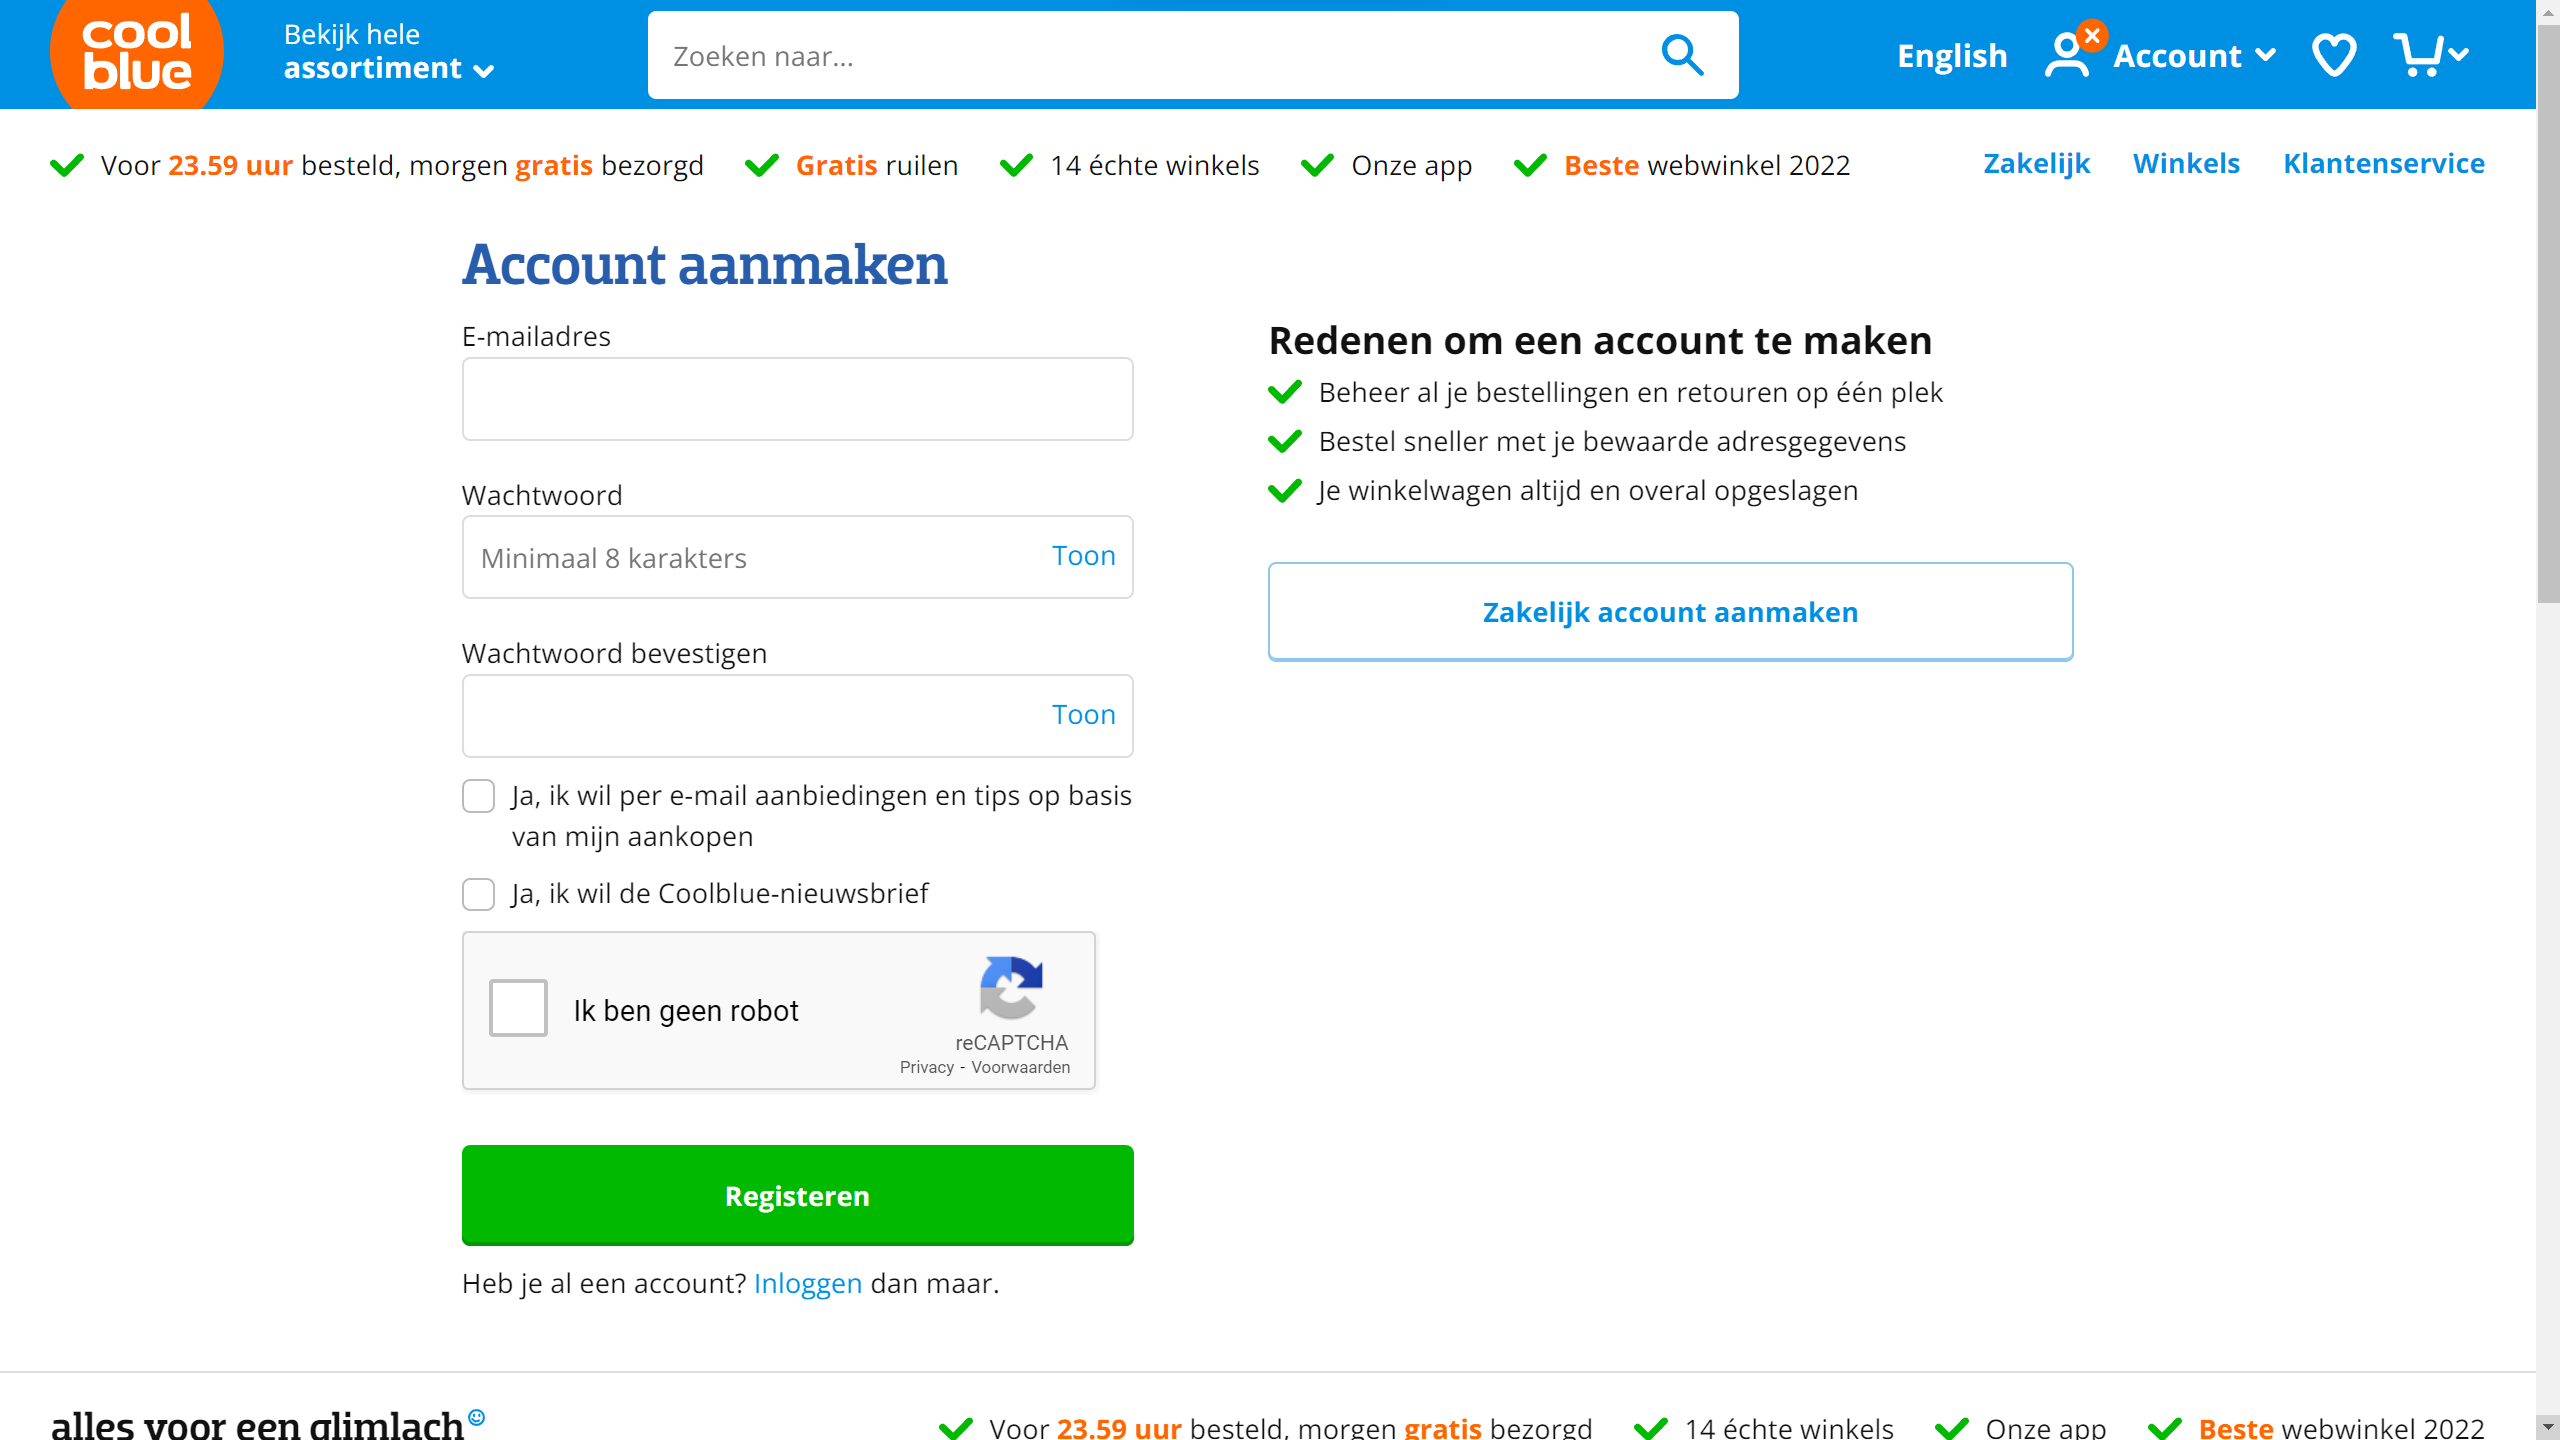 cool
blue
Bekijk hele
assortiment
Zoeken naar...
English
Account
Voor 23.59 uur besteld, morgen gratis bezorgd
Gratis ruilen
14 échte winkels
Onze app
Beste webwinkel 2022
Zakelijk
Winkels
Klantenservice
Account aanmaken
E-mailadres
Wachtwoord
Minimaal 8 karakters
Toon
Wachtwoord bevestigen
Toon
Ja, ik wil per e-mail aanbiedingen en tips op basis
van mijn aankopen
Ja, ik wil de Coolblue-nieuwsbrief
Ik ben geen robot
reCAPTCHA
Privacy - Voorwaarden
Registeren
Heb je al een account? Inloggen dan maar.
Redenen om een account te maken
Beheer al je bestellingen en retouren op één plek
Bestel sneller met je bewaarde adresgegevens
Je winkelwagen altijd en overal opgeslagen
Zakelijk account aanmaken
alles voor een glimlach
Voor 23.59 uur besteld, morgen gratis bezorgd
14 échte winkels
Onze app
Beste webwinkel 2022